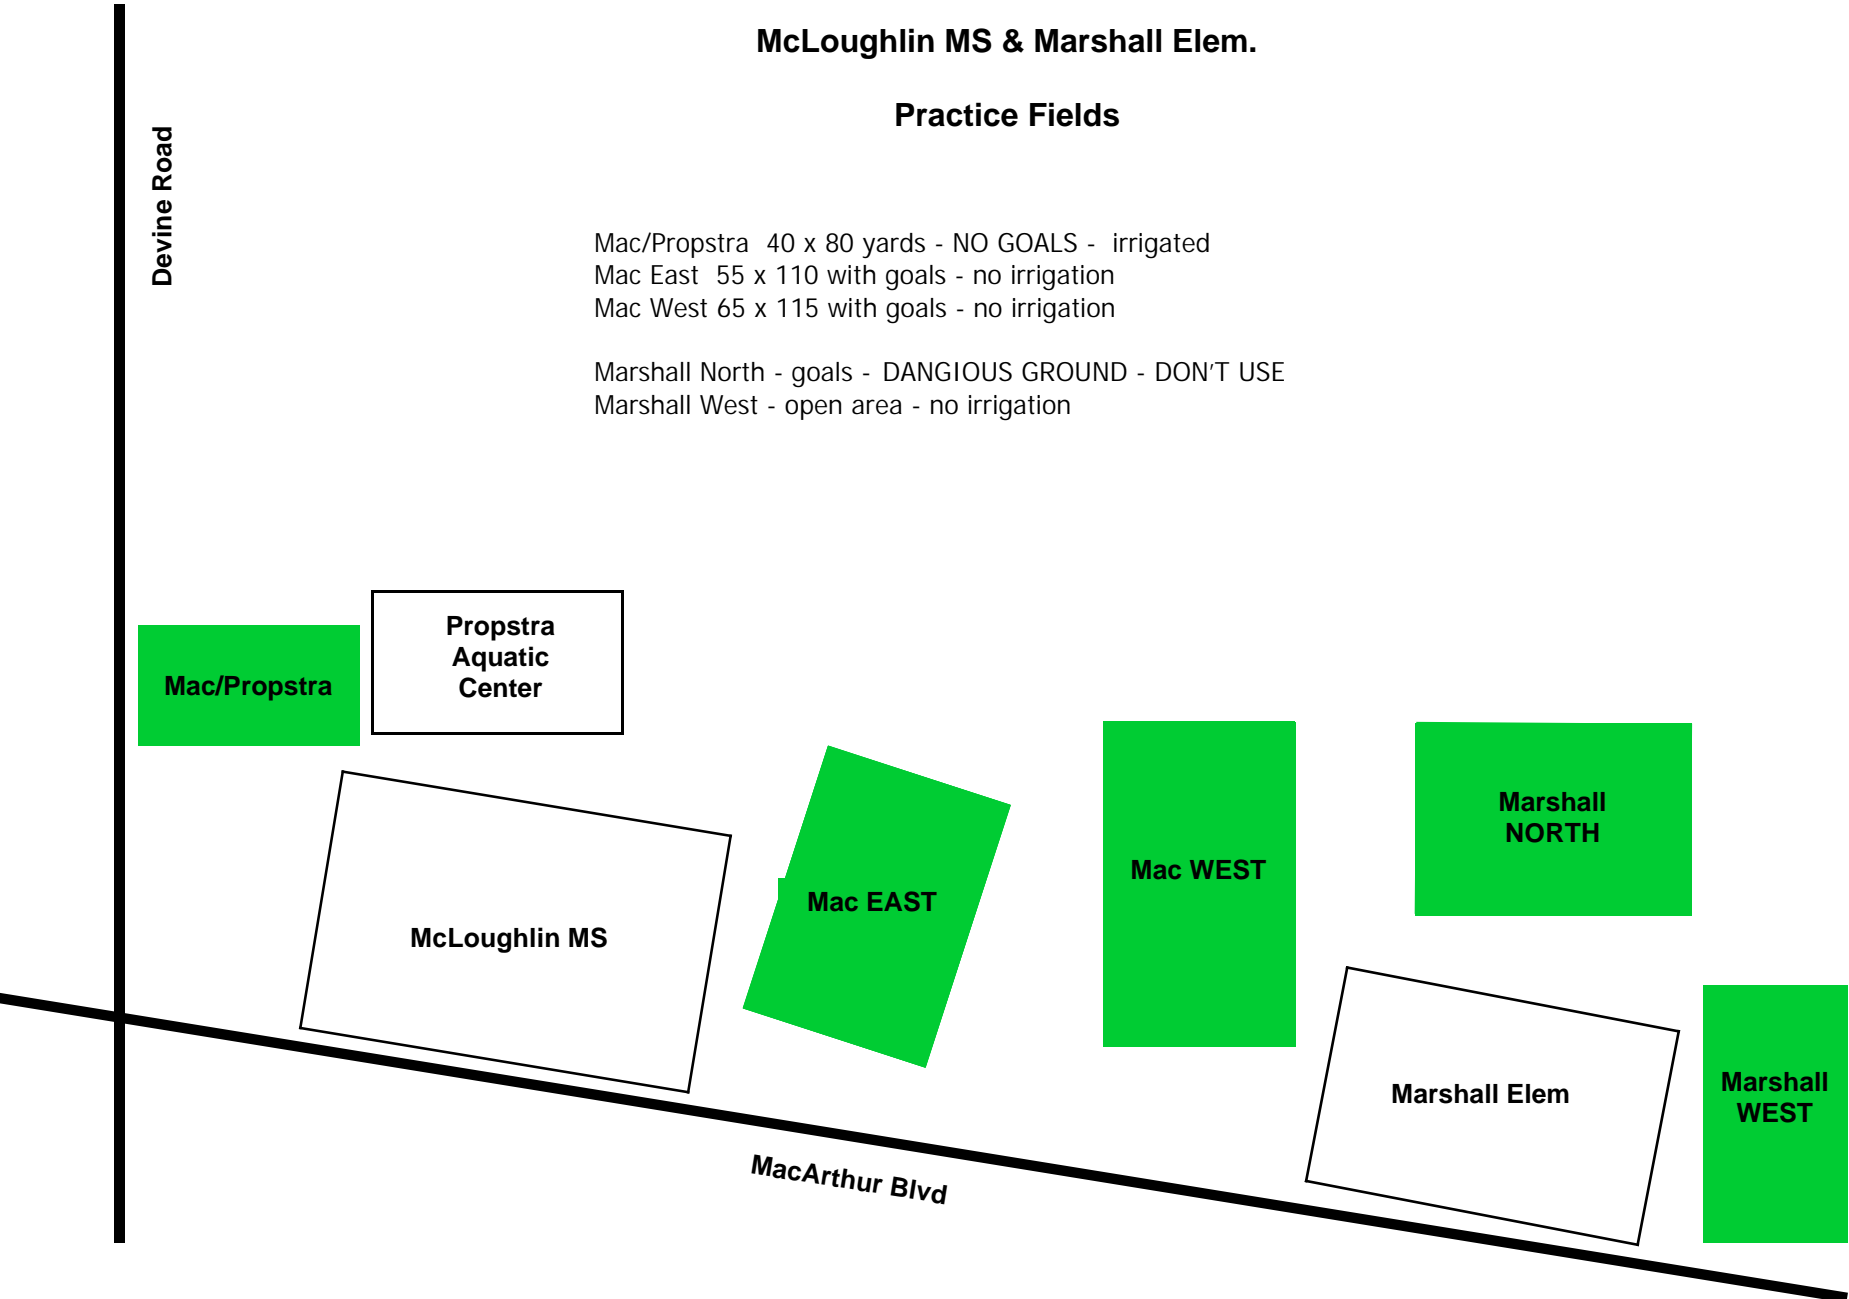 McLoughlin MS & Marshall Elem.
Practice Fields
Devine Road
Mac/Propstra 40 x 80 yards - NO GOALS - irrigated
Mac East 55 x 110 with goals - no irrigation
Mac West 65 x 115 with goals - no irrigation
Marshall North - goals - DANGIOUS GROUND - DON'T USE
Marshall West - open area - no irrigation
Propstra
Aquatic
Center
Mac/Propstra
Marshall
NORTH
Mac WEST
Mac EAST
McLoughlin MS
Marshall Elem
Marshall
WEST
MacArthur Blvd